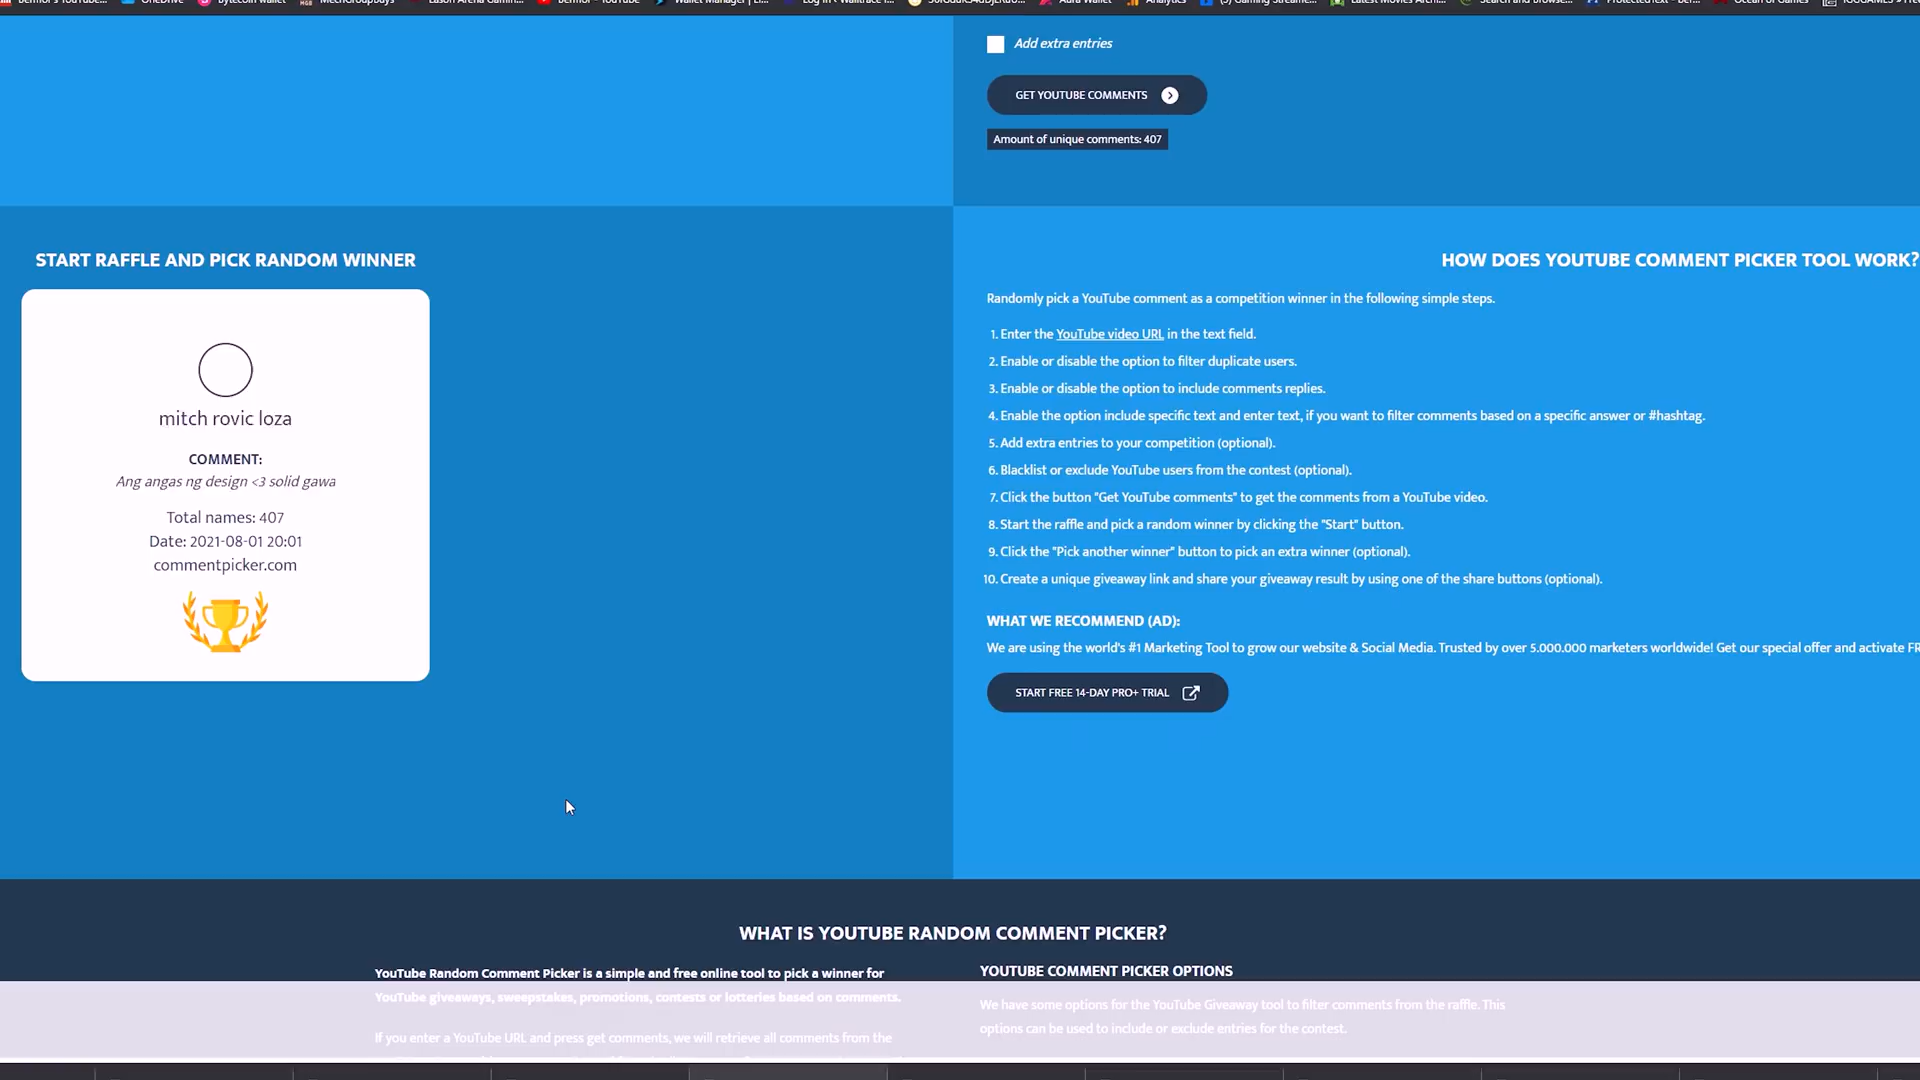 OneDrive
Bytecoin wallet
MechGroupBuys
Bermor - YouTube
Analytics
Add extra entries
GET YOUTUBE COMMENTS
Amount of unique comments: 407
START RAFFLE AND PICK RANDOM WINNER
mitch rovic loza
COMMENT:
Ang angas ng design <3 solid gawa
Total names: 407
Date: 2021-08-01 20:01
commentpicker.com
HOW DOES YOUTUBE COMMENT PICKER TOOL WORK?
Randomly pick a YouTube comment as a competition winner in the following simple steps.
1. Enter the YouTube video URL in the text field.
2. Enable or disable the option to filter duplicate users.
3. Enable or disable the option to include comments replies.
4. Enable the option include specific text and enter text, if you want to filter comments based on a specific answer or #hashtag.
5. Add extra entries to your competition (optional).
6. Blacklist or exclude YouTube users from the contest (optional).
7. Click the button "Get YouTube comments" to get the comments from a YouTube video.
8. Start the raffle and pick a random winner by clicking the "Start" button.
9. Click the "Pick another winner" button to pick an extra winner (optional).
10. Create a unique giveaway link and share your giveaway result by using one of the share buttons (optional).
WHAT WE RECOMMEND (AD):
We are using the world's #1 Marketing Tool to grow our website & Social Media. Trusted by over 5.000.000 marketers worldwide! Get our special offer and activate FR
START FREE 14-DAY PRO+ TRIAL
WHAT IS YOUTUBE RANDOM COMMENT PICKER?
YouTube Random Comment Picker is a simple and free online tool to pick a winner for
YouTube giveaways, sweepstakes, promotions, contests or lotteries based on comments.
If you enter a YouTube URL and press get comments, we will retrieve all comments from the
YOUTUBE COMMENT PICKER OPTIONS
We have some options for the YouTube Giveaway tool to filter comments from the raffle. This
options can be used to include or exclude entries for the contest.